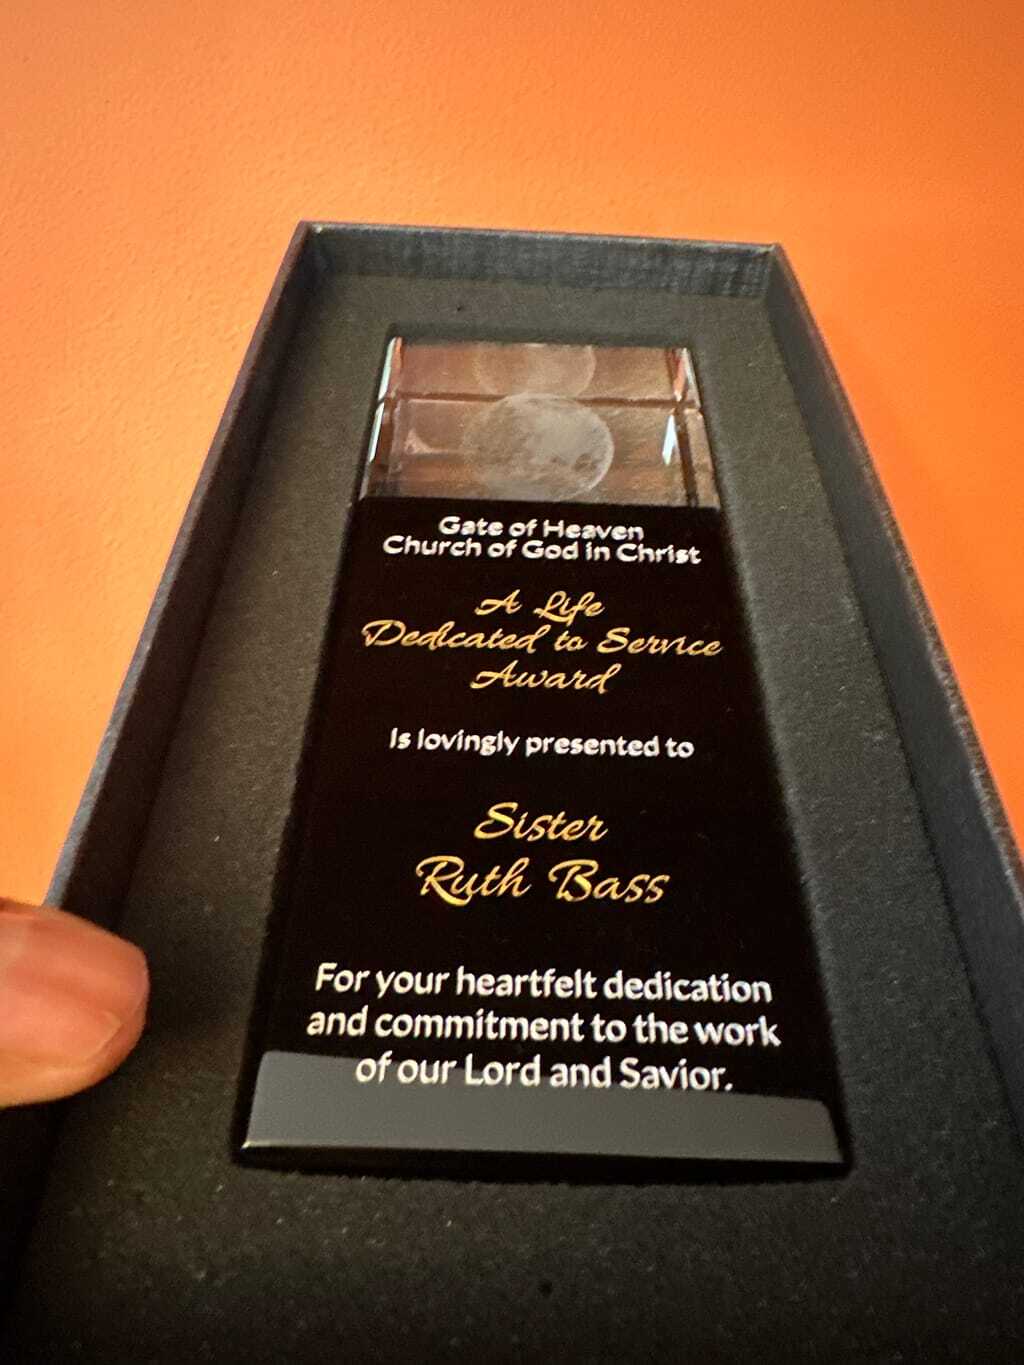 Gate of Heaven
Church of God in Christ
A Life
Dedicated to Service
Award
Is lovingly presented to
Sister
Ruth Bass
For your heartfelt dedication
and commitment to the work
of our Lord and Savior.